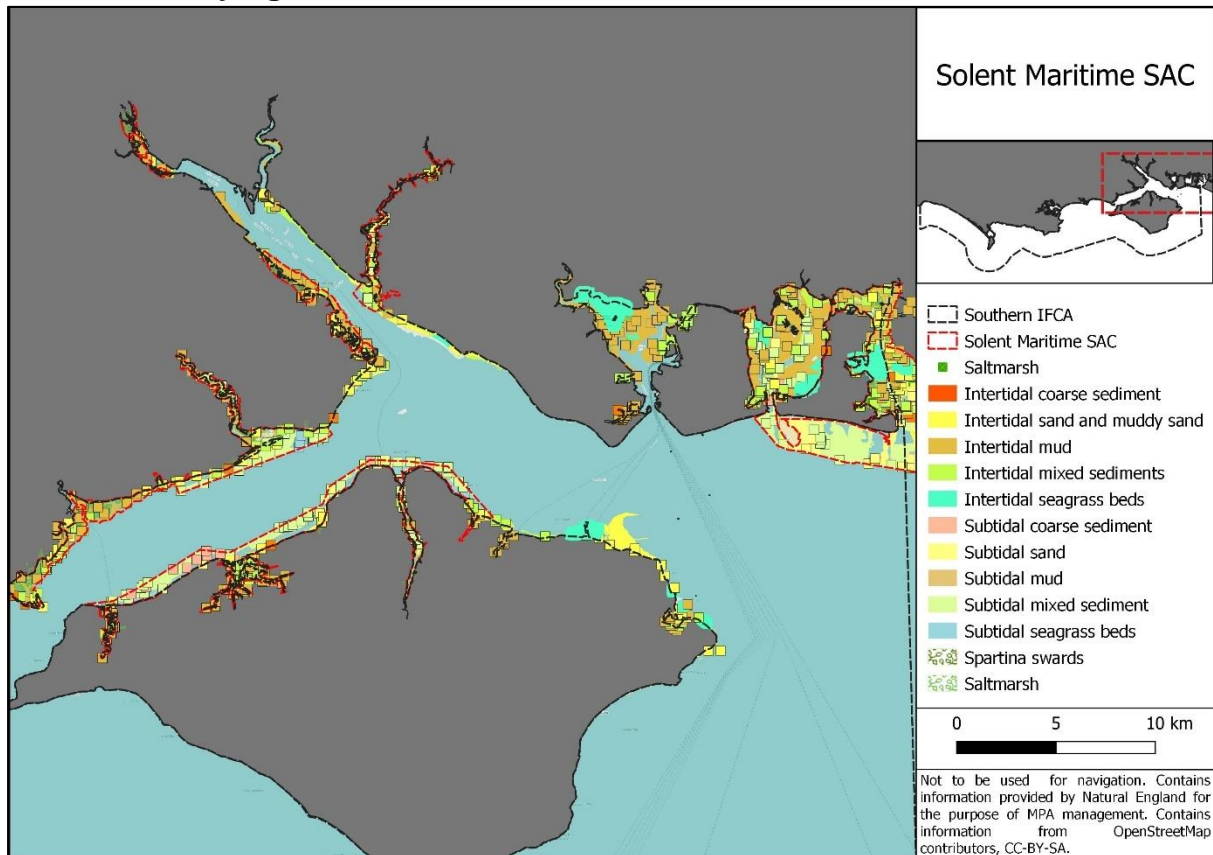 Solent Maritime SAC
Southern IFCA
Solent Maritime SAC
Saltmarsh
Intertidal coarse sediment
Intertidal sand and muddy sand
Intertidal mud
Intertidal mixed sediments
Intertidal seagrass beds
Subtidal coarse sediment
Subtidal sand
Subtidal mud
Subtidal mixed sediment
Subtidal seagrass beds
Spartina swards
Saltmarsh
0 5 10 km
Not to be used for navigation. Contains
information provided by Natural England for
the purpose of MPA management. Contains
information from OpenStreetMap
contributors, CC-BY-SA.